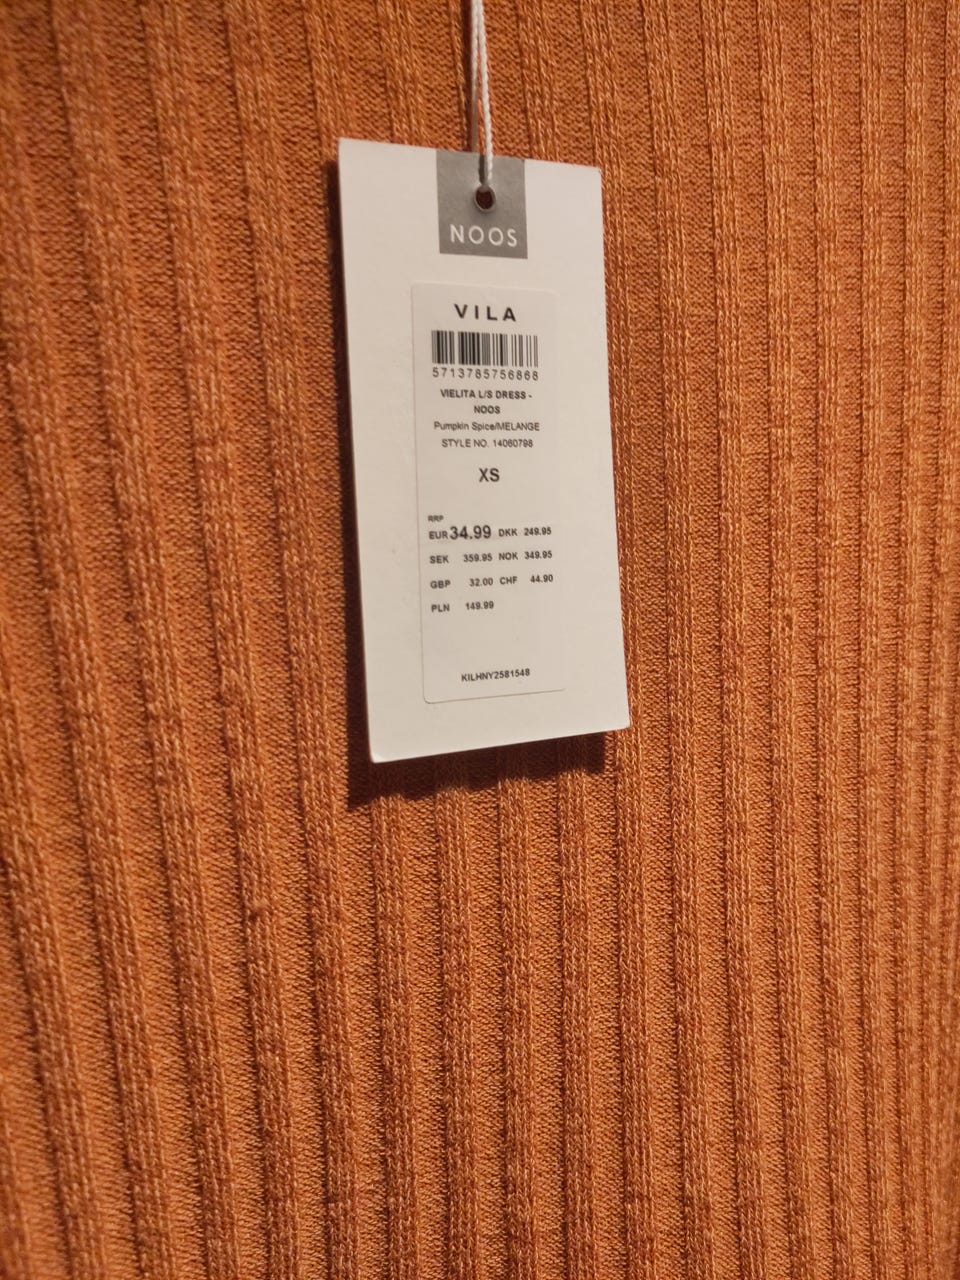 NOOS
VILA
5713785756868
VIELITA L/S DRESS -
NOOS
Pumpkin Spice/MELANGE
STYLE NO. 14060798
XS
RRP
EUR 34.99 DKK 249.95
SEK 359.95 NOK 349.95
GBP 32.00 CHF 44.90
PLN 149.99
KILHNY2581548